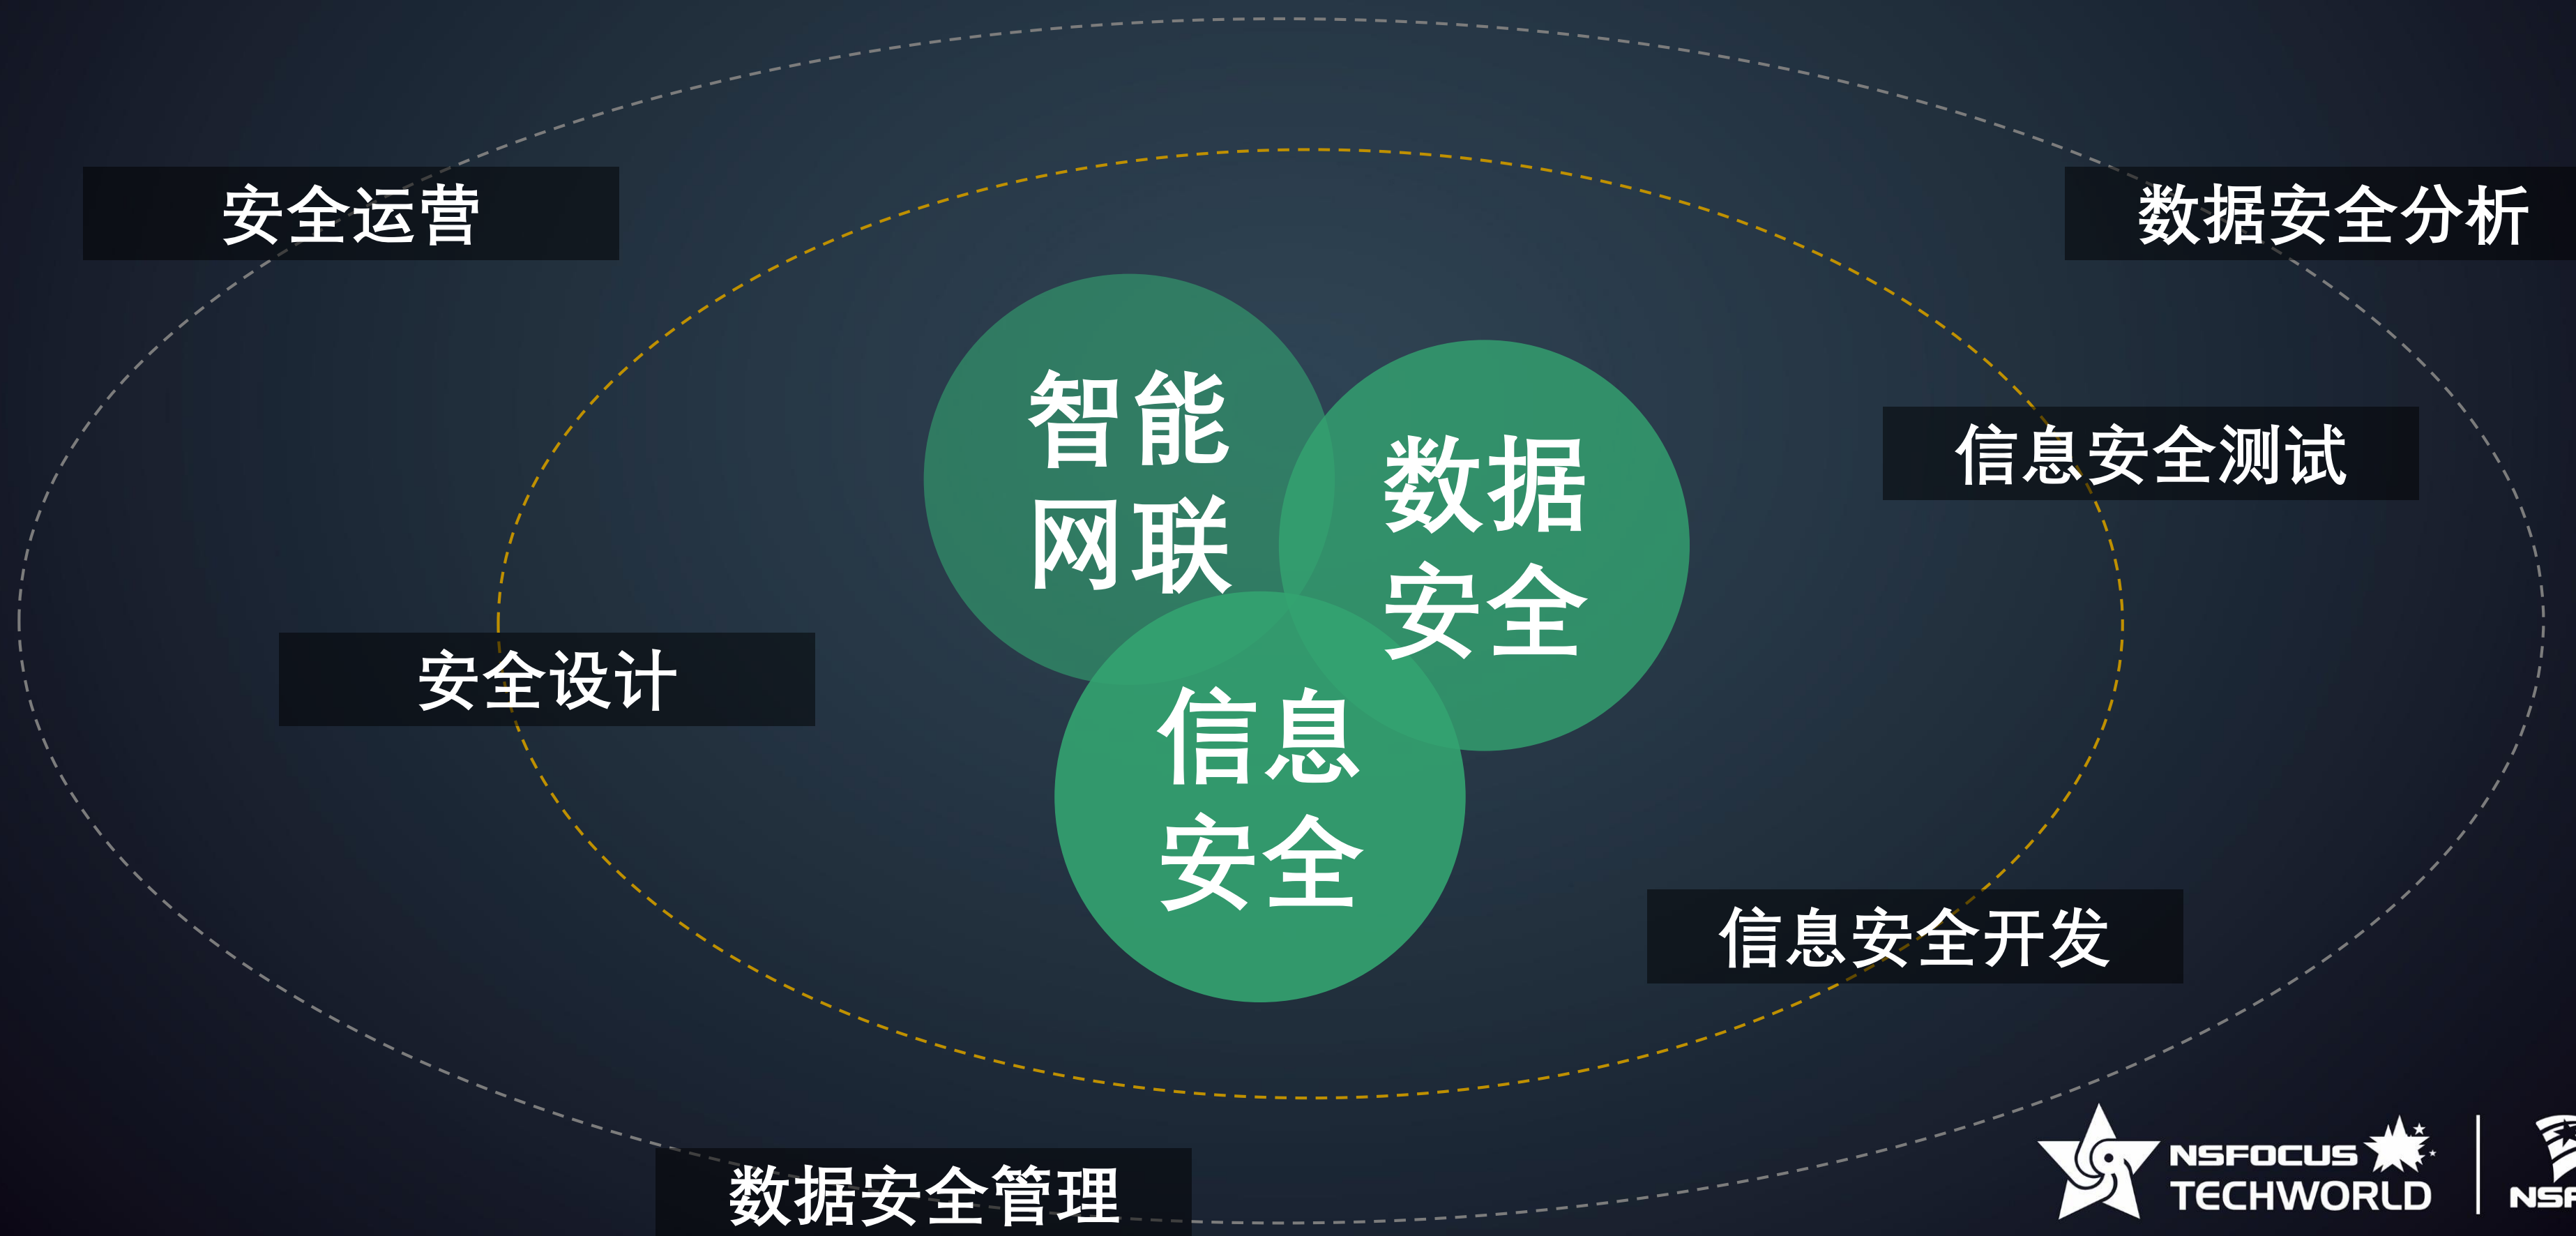 安全运营
数据安全分析
智能
网联
数据
安全
信息安全测试
安全设计
信息
安全
信息安全开发
数据安全管理
NSFOCUS
TECHWORLD